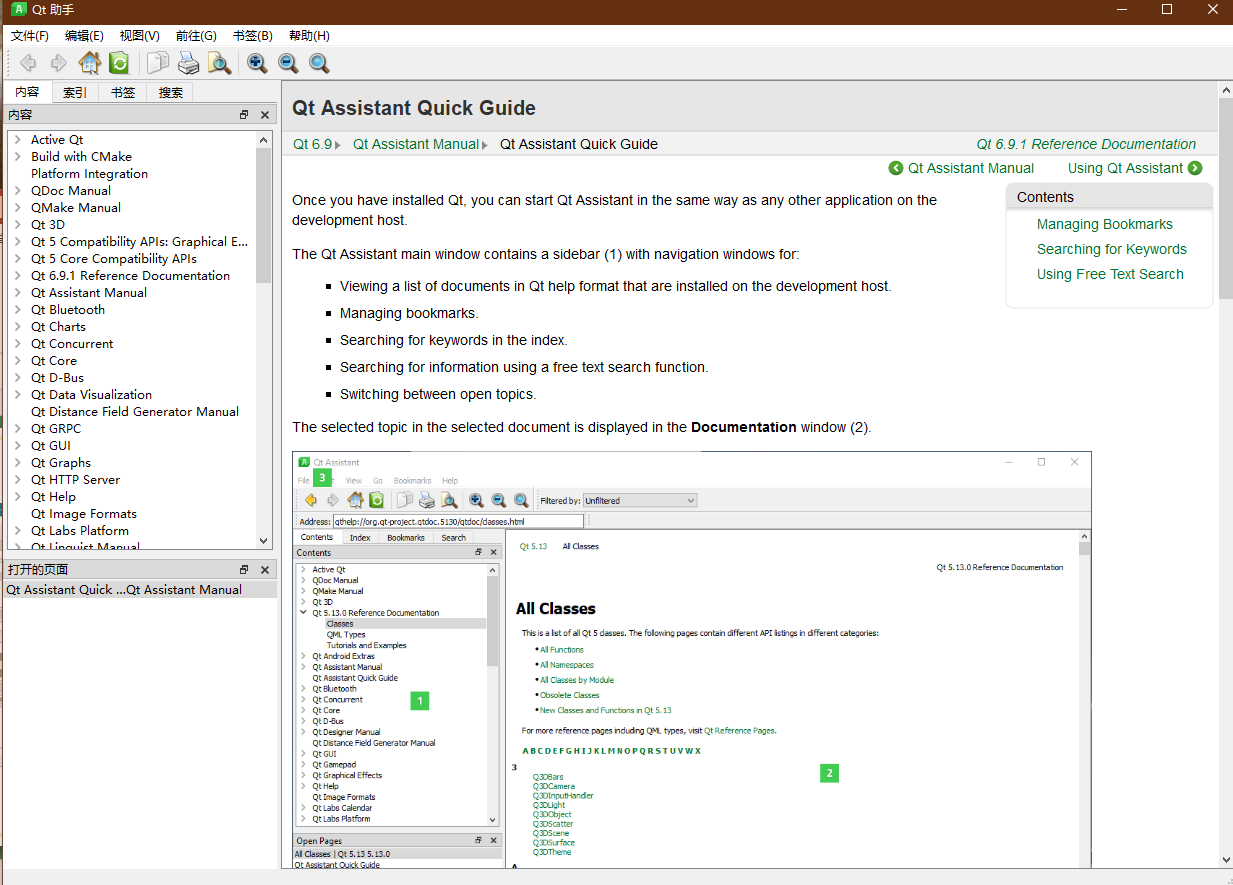 Qt 助手
文件(F) 编辑(E) 视图(V) 前往(G) 书签(B) 帮助(H)
内容 索引 书签 搜索
内容
Active Qt
Build with CMake
Platform Integration
QDoc Manual
QMake Manual
Qt 3D
Qt 5 Compatibility APIs: Graphical E...
Qt 5 Core Compatibility APIs
Qt 6.9.1 Reference Documentation
Qt Assistant Manual
Qt Bluetooth
Qt Charts
Qt Concurrent
Qt Core
Qt D-Bus
Qt Data Visualization
Qt Distance Field Generator Manual
Qt GRPC
Qt GUI
Qt Graphs
Qt HTTP Server
Qt Help
Qt Image Formats
Qt Labs Platform
Qt Linguist Manual
打开的页面
Qt Assistant Quick ...Qt Assistant Manual
Qt Assistant Quick Guide
Qt 6.9 Qt Assistant Manual Qt Assistant Quick Guide Qt 6.9.1 Reference Documentation
Qt Assistant Manual Using Qt Assistant
Contents
Managing Bookmarks
Searching for Keywords
Using Free Text Search
Once you have installed Qt, you can start Qt Assistant in the same way as any other application on the
development host.
The Qt Assistant main window contains a sidebar (1) with navigation windows for:
Viewing a list of documents in Qt help format that are installed on the development host.
Managing bookmarks.
Searching for keywords in the index.
Searching for information using a free text search function.
Switching between open topics.
The selected topic in the selected document is displayed in the Documentation window (2).
Qt Assistant
File 3 View Go Bookmarks Help
Filtered by: Unfiltered
Address: qthelp://org.qt-project.qtdoc.5130/qtdoc/classes.html
Contents Index Bookmarks Search
Contents
Active Qt
QDoc Manual
QMake Manual
Qt 3D
Qt 5.13.0 Reference Documentation
Classes
QML Types
Tutorials and Examples
Qt Android Extras
Qt Assistant Manual
Qt Assistant Quick Guide
Qt Bluetooth
Qt Concurrent
1
Qt Core
Qt D-Bus
Qt Designer Manual
Qt Distance Field Generator Manual
Qt GUI
Qt Gamepad
Qt Graphical Effects
Qt Help
Qt Image Formats
Qt Labs Calendar
Qt Labs Platform
Open Pages
All Classes | Qt 5.13 5.13.0
Qt Assistant Quick Guide
Qt 5.13 All Classes
Qt 5.13.0 Reference Documentation
All Classes
This is a list of all Qt 5 classes. The following pages contain different API listings in different categories:
All Functions
All Namespaces
All Classes by Module
Obsolete Classes
New Classes and Functions in Qt 5.13
For more reference pages including QML types, visit Qt Reference Pages.
A B C D E F G H I J K L M N O P Q R S T U V W X
3
2
Q3DBars
Q3DCamera
Q3DInputHandler
Q3DLight
Q3DObject
Q3DScatter
Q3DScene
Q3DSurface
Q3DTheme